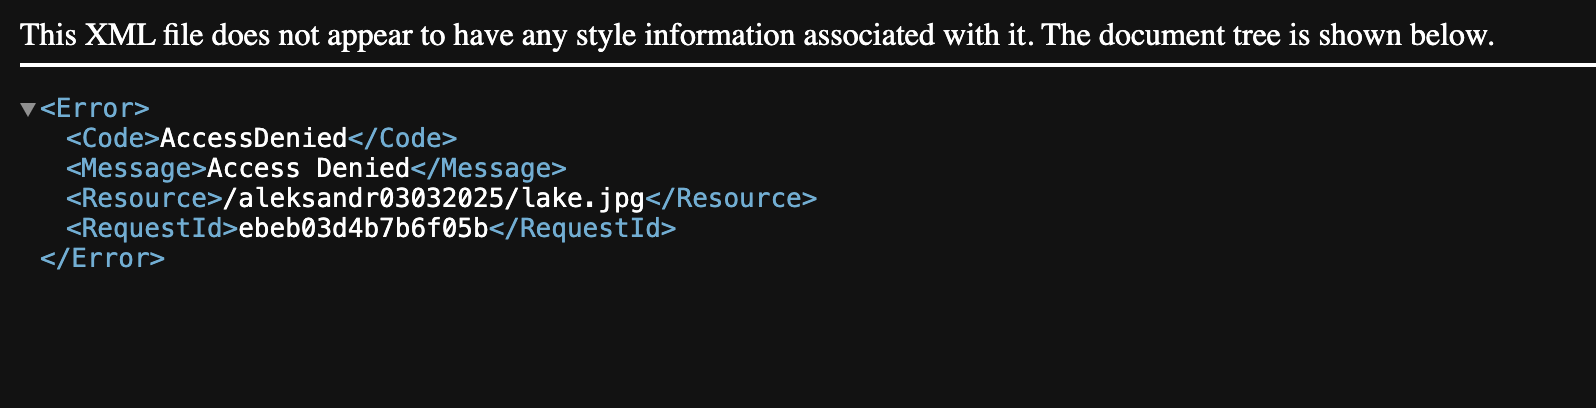 This XML file does not appear to have any style information associated with it. The document tree is shown below.
<Error>
<Code>AccessDenied</Code>
<Message>Access Denied</Message>
<Resource>/aleksandr03032025/lake.jpg</Resource>
<RequestId>ebeb03d4b7b6f05b</RequestId>
</Error>